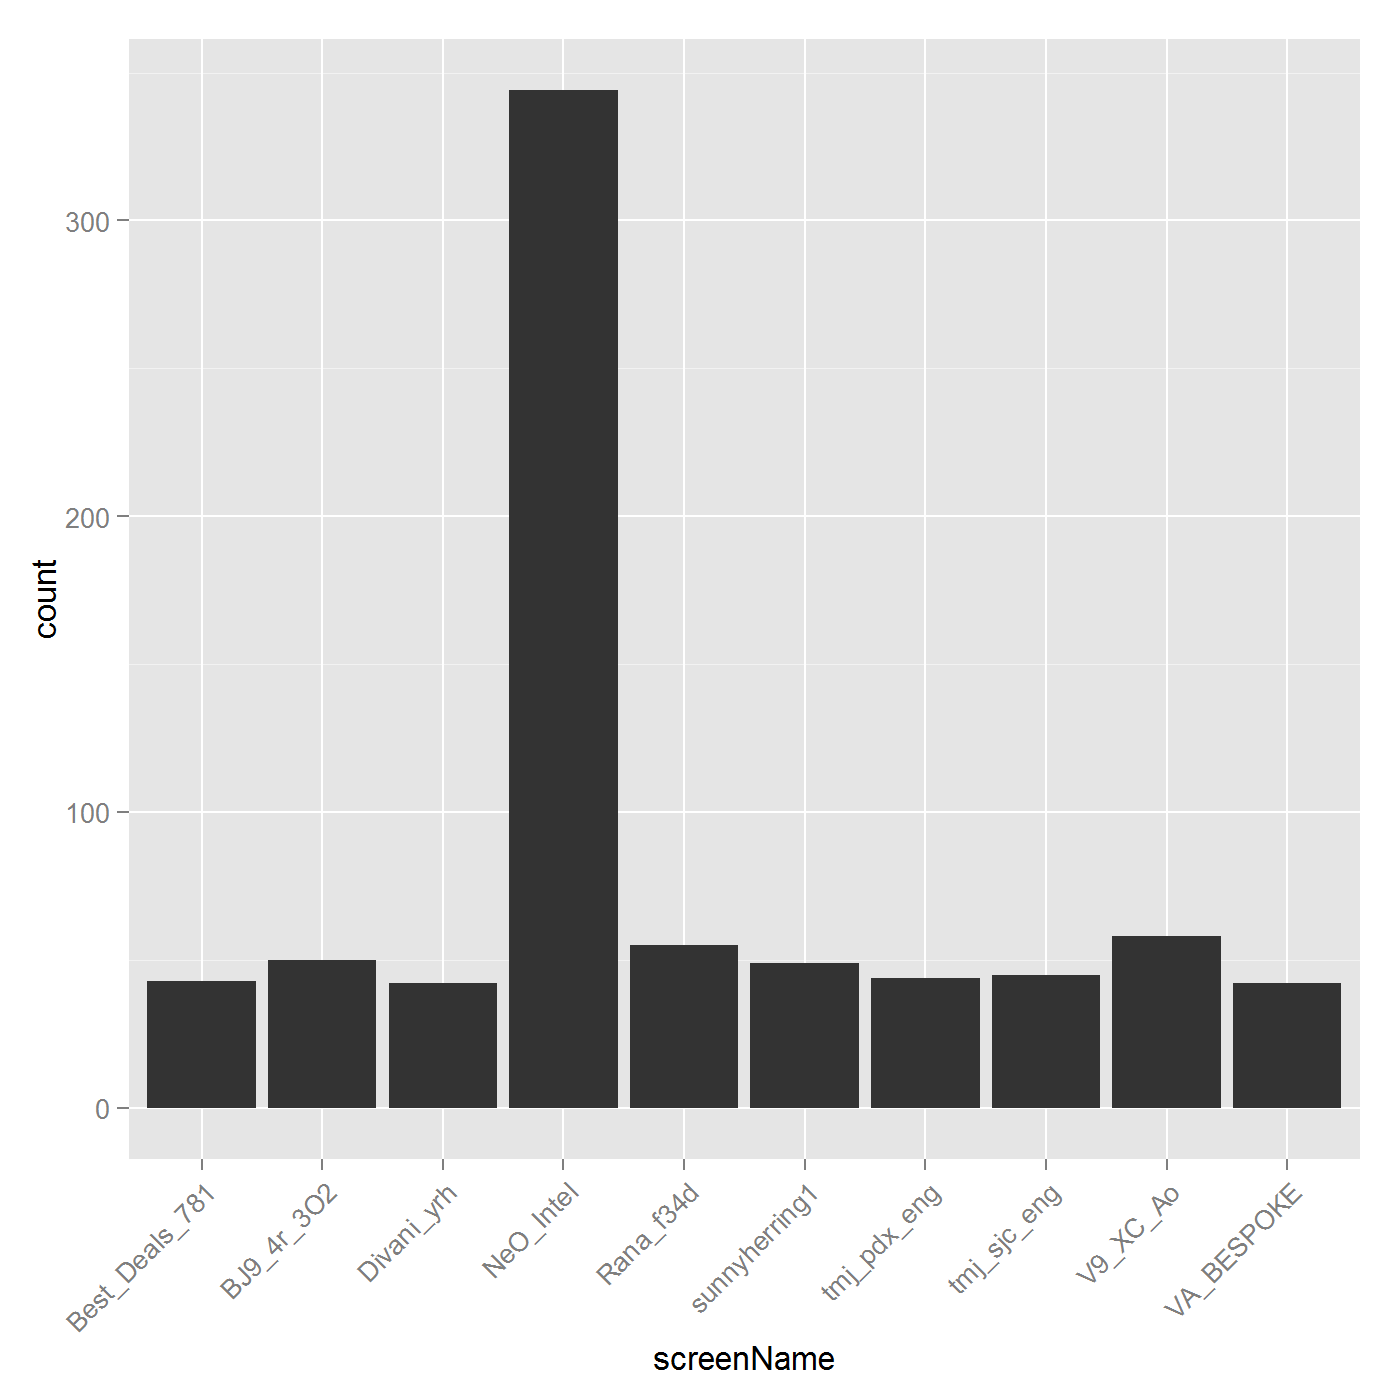 count
300
200
100
0
Best_Deals_781
BJ9_4r_3O2
Divani_yrh
NeO_Intel
Rana_f34d
sunnyherring1
tmj_pdx_eng
tmj_sjc_eng
V9_XC_Ao
VA_BESPOKE
screenName